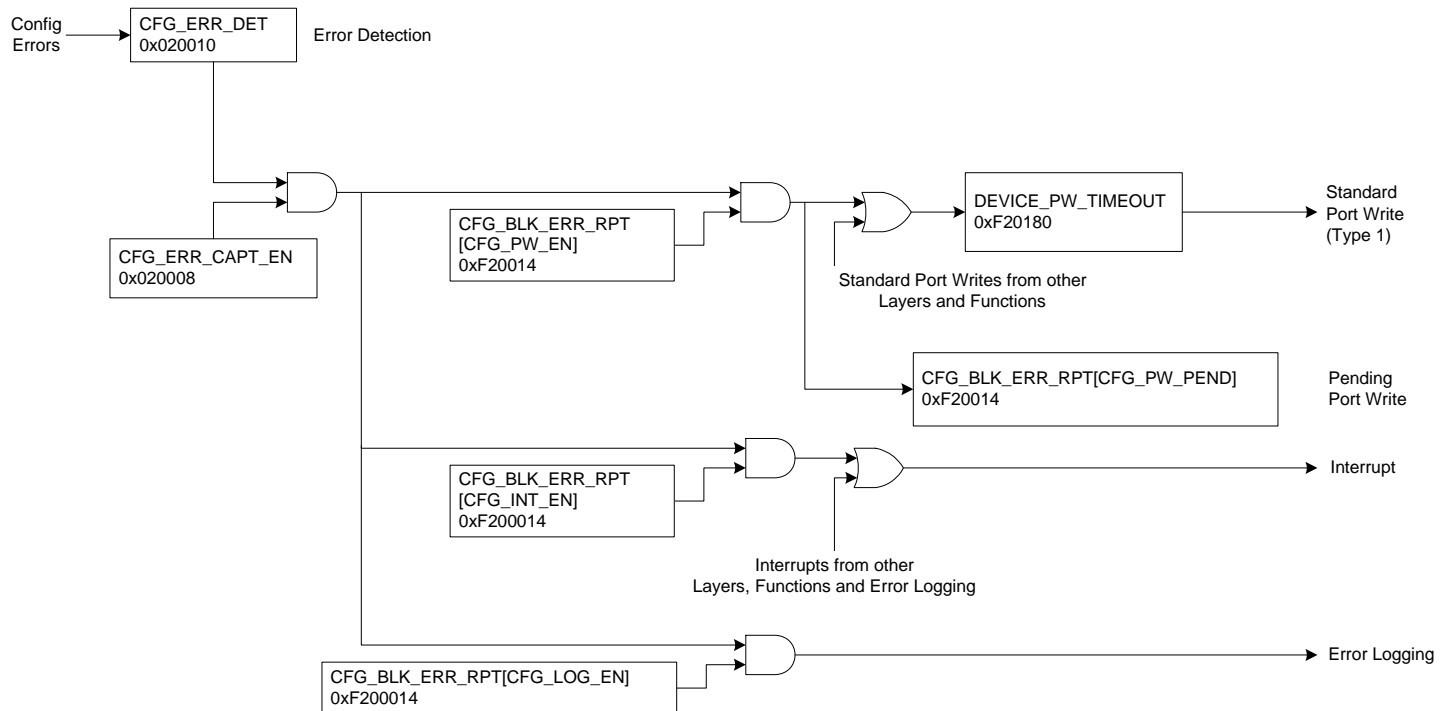 Config
Errors
CFG_ERR_DET
0x020010
Error Detection
CFG_ERR_CAPT_EN
0x020008
CFG_BLK_ERR_RPT
[CFG_PW_EN]
0xF20014
DEVICE_PW_TIMEOUT
0xF20180
Standard
Port Write
(Type 1)
Standard Port Writes from other
Layers and Functions
CFG_BLK_ERR_RPT[CFG_PW_PEND]
0xF20014
Pending
Port Write
CFG_BLK_ERR_RPT
[CFG_INT_EN]
0xF200014
Interrupt
Interrupts from other
Layers, Functions and Error Logging
CFG_BLK_ERR_RPT[CFG_LOG_EN]
0xF200014
Error Logging